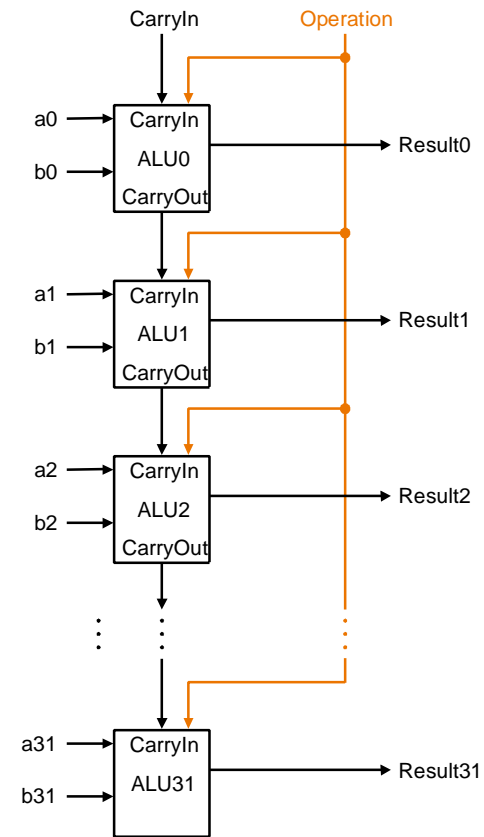 CarryIn Operation
a0
b0
CarryIn
ALU0
CarryOut
Result0
a1
b1
CarryIn
ALU1
CarryOut
Result1
a2
b2
CarryIn
ALU2
CarryOut
Result2
a31
b31
CarryIn
ALU31
Result31